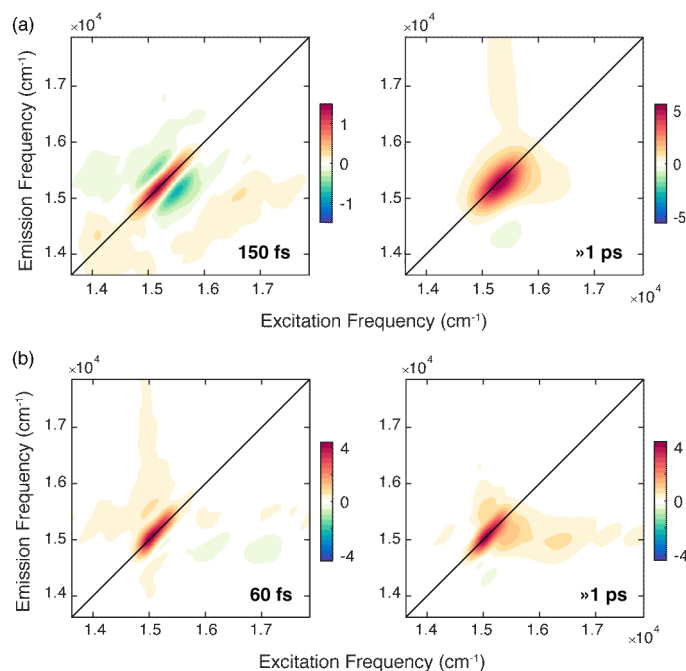 (a)
×10⁴
1.7
1.6
1.5
1.4
Emission Frequency (cm⁻¹)
150 fs
1
0
-1
1.4 1.5 1.6 1.7
×10⁴
1.7
1.6
1.5
1.4
»1 ps
5
0
-5
1.4 1.5 1.6 1.7
×10⁴
Excitation Frequency (cm⁻¹)
(b)
×10⁴
1.7
1.6
1.5
1.4
Emission Frequency (cm⁻¹)
60 fs
4
0
-4
1.4 1.5 1.6 1.7
×10⁴
1.7
1.6
1.5
1.4
»1 ps
4
0
-4
1.4 1.5 1.6 1.7
×10⁴
Excitation Frequency (cm⁻¹)